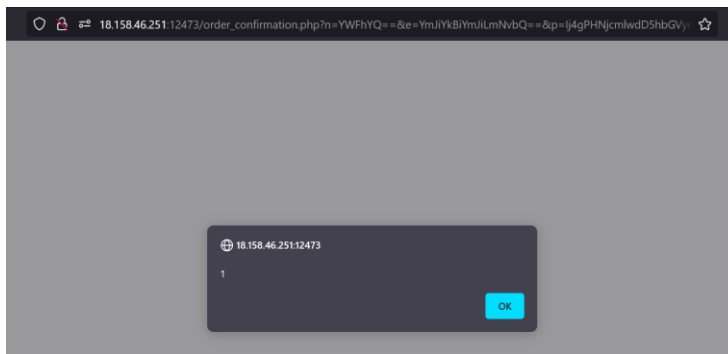 18.158.46.251:12473/order_confirmation.php?n=YWFhYQ==&e=YmJiYkBiYmJiLmNvbQ==&p=Ij4gPHNjcmlwdD5hbGVy
18.158.46.251:12473
1
OK